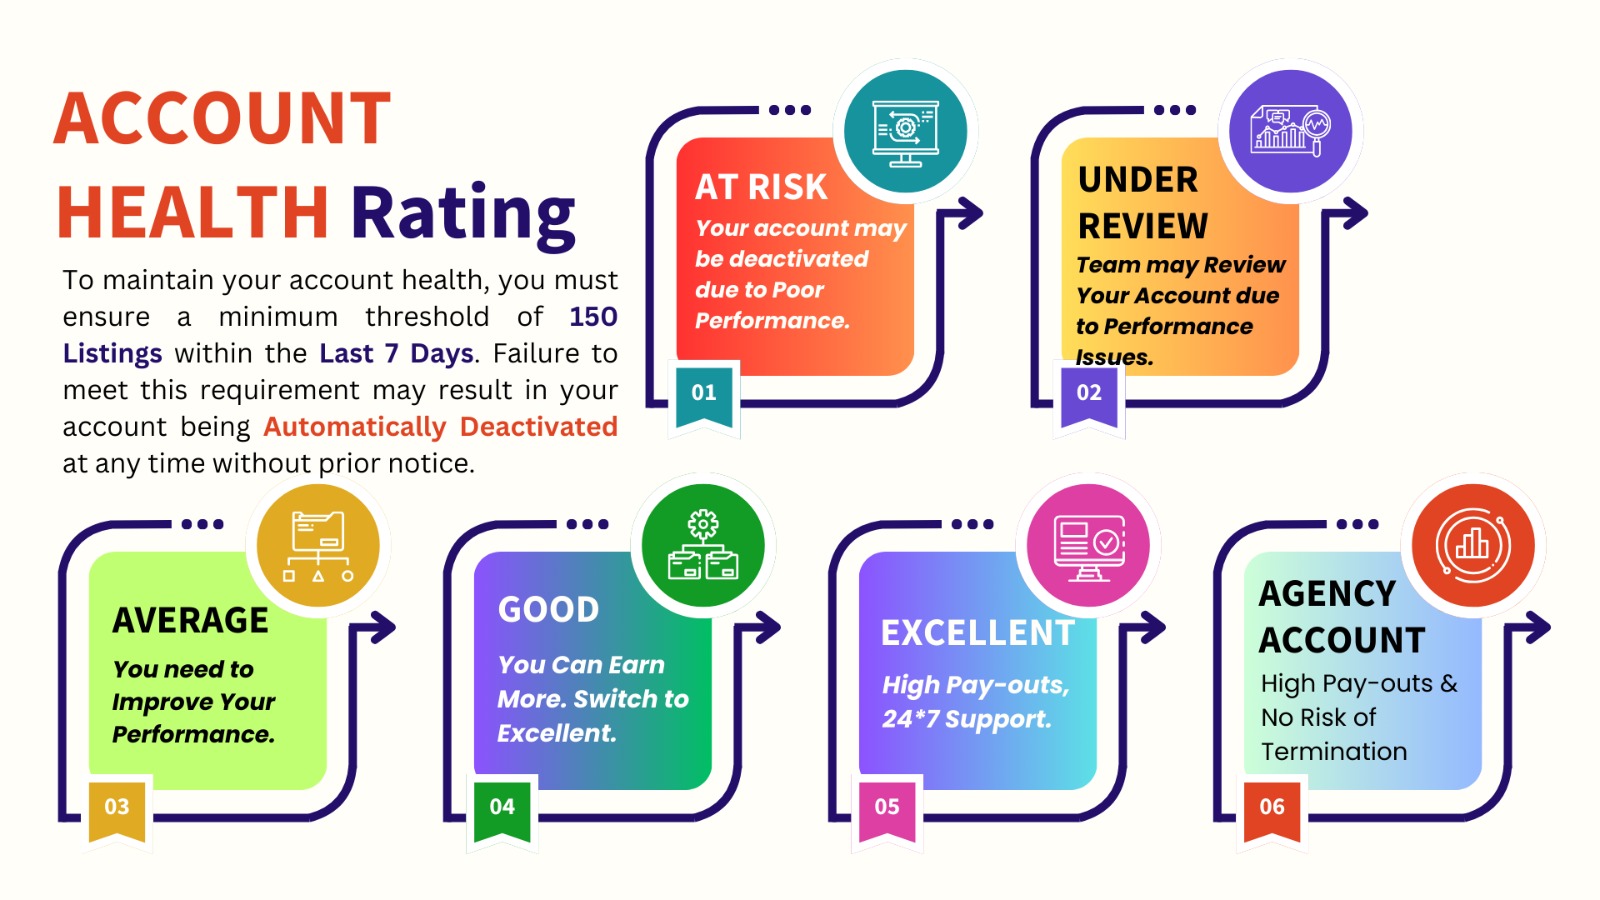 ACCOUNT
HEALTH Rating
To maintain your account health, you must
ensure a minimum threshold of 150
Listings within the Last 7 Days. Failure to
meet this requirement may result in your
account being Automatically Deactivated
at any time without prior notice.
AT RISK
Your account may
be deactivated
due to Poor
Performance.
01
UNDER
REVIEW
Team may Review
Your Account due
to Performance
Issues.
02
AVERAGE
You need to
Improve Your
Performance.
03
GOOD
You Can Earn
More. Switch to
Excellent.
04
EXCELLENT
High Pay-outs,
24*7 Support.
05
AGENCY
ACCOUNT
High Pay-outs &
No Risk of
Termination
06